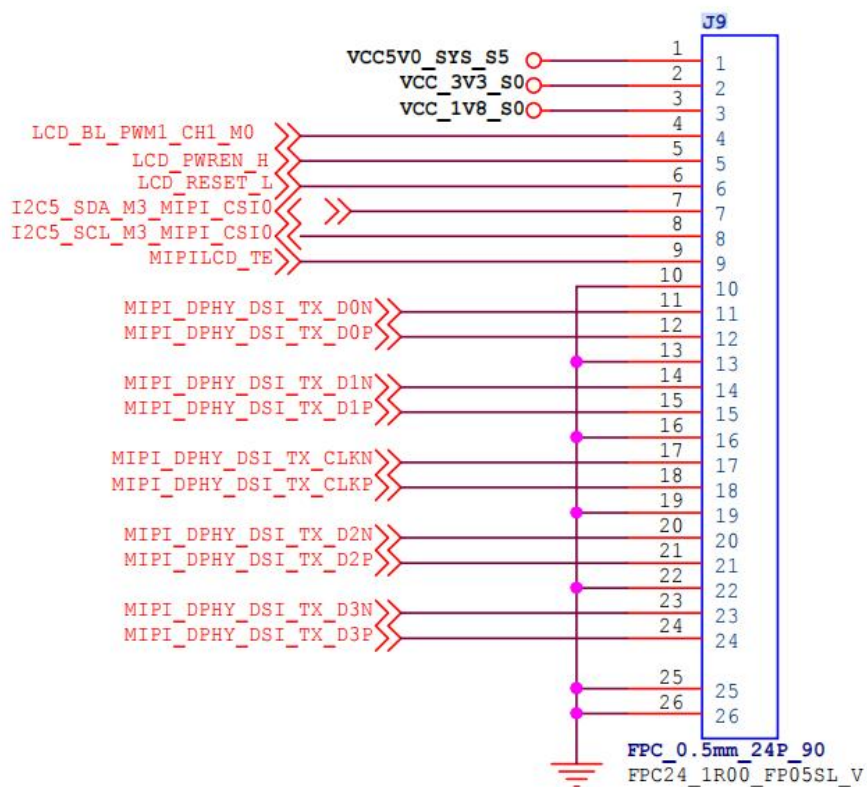 J9
VCC5V0_SYS_S5 1 1
VCC_3V3_S0 2 2
VCC_1V8_S0 3 3
LCD_BL_PWM1_CH1_M0 4 4
LCD_PWREN_H 5 5
LCD_RESET_L 6 6
I2C5_SDA_M3_MIPI_CSI0 7 7
I2C5_SCL_M3_MIPI_CSI0 8 8
MIPILCD_TE 9 9
10 10
MIPI_DPHY_DSI_TX_D0N 11 11
MIPI_DPHY_DSI_TX_D0P 12 12
13 13
MIPI_DPHY_DSI_TX_D1N 14 14
MIPI_DPHY_DSI_TX_D1P 15 15
16 16
MIPI_DPHY_DSI_TX_CLKN 17 17
MIPI_DPHY_DSI_TX_CLKP 18 18
19 19
MIPI_DPHY_DSI_TX_D2N 20 20
MIPI_DPHY_DSI_TX_D2P 21 21
22 22
MIPI_DPHY_DSI_TX_D3N 23 23
MIPI_DPHY_DSI_TX_D3P 24 24
25 25
26 26
FPC_0.5mm_24P_90
FPC24_1R00_FP05SL_V